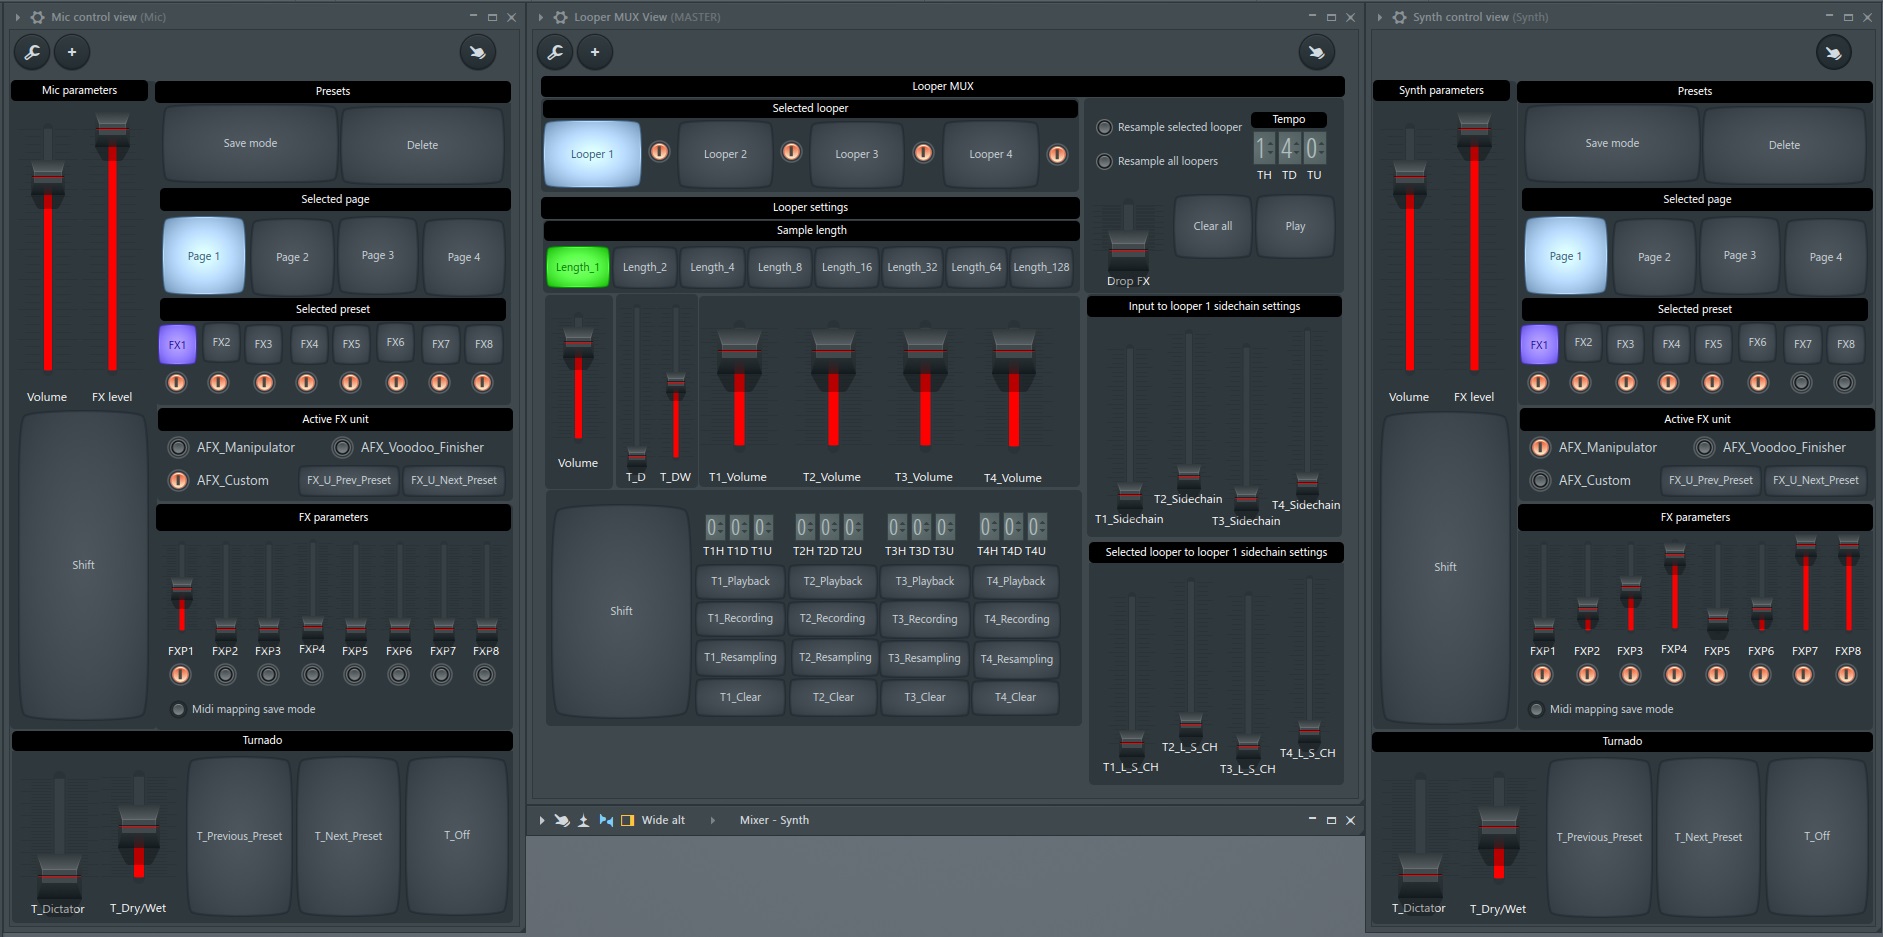 Mic control view (Mic)
Mic parameters
Presets
Save mode
Delete
Selected page
Page 1
Page 2
Page 3
Page 4
Selected preset
FX1 FX2 FX3 FX4 FX5 FX6 FX7 FX8
Volume FX level
Active FX unit
AFX_Manipulator AFX_Voodoo_Finisher
AFX_Custom FX_U_Prev_Preset FX_U_Next_Preset
Shift
FX parameters
FXP1 FXP2 FXP3 FXP4 FXP5 FXP6 FXP7 FXP8
Midi mapping save mode
Turnado
T_Dictator T_Dry/Wet T_Previous_Preset T_Next_Preset T_Off
Looper MUX View (MASTER)
Looper MUX
Selected looper
Looper 1 Looper 2 Looper 3 Looper 4
Looper settings
Sample length
Length_1 Length_2 Length_4 Length_8 Length_16 Length_32 Length_64 Length_128
Volume T_D T_DW T1_Volume T2_Volume T3_Volume T4_Volume
Shift
0 0 0 0 0 0 0 0 0 0 0 0
T1H T1D T1U T2H T2D T2U T3H T3D T3U T4H T4D T4U
T1_Playback T2_Playback T3_Playback T4_Playback
T1_Recording T2_Recording T3_Recording T4_Recording
T1_Resampling T2_Resampling T3_Resampling T4_Resampling
T1_Clear T2_Clear T3_Clear T4_Clear
Resample selected looper
Resample all loopers
Tempo
1 4 0
TH TD TU
Drop FX
Clear all Play
Input to looper 1 sidechain settings
T1_Sidechain T2_Sidechain T3_Sidechain T4_Sidechain
Selected looper to looper 1 sidechain settings
T1_L_S_CH T2_L_S_CH T3_L_S_CH T4_L_S_CH
Wide alt Mixer - Synth
Synth control view (Synth)
Synth parameters
Presets
Save mode
Delete
Selected page
Page 1
Page 2
Page 3
Page 4
Selected preset
FX1 FX2 FX3 FX4 FX5 FX6 FX7 FX8
Volume FX level
Active FX unit
AFX_Manipulator AFX_Voodoo_Finisher
AFX_Custom FX_U_Prev_Preset FX_U_Next_Preset
Shift
FX parameters
FXP1 FXP2 FXP3 FXP4 FXP5 FXP6 FXP7 FXP8
Midi mapping save mode
Turnado
T_Dictator T_Dry/Wet T_Previous_Preset T_Next_Preset T_Off